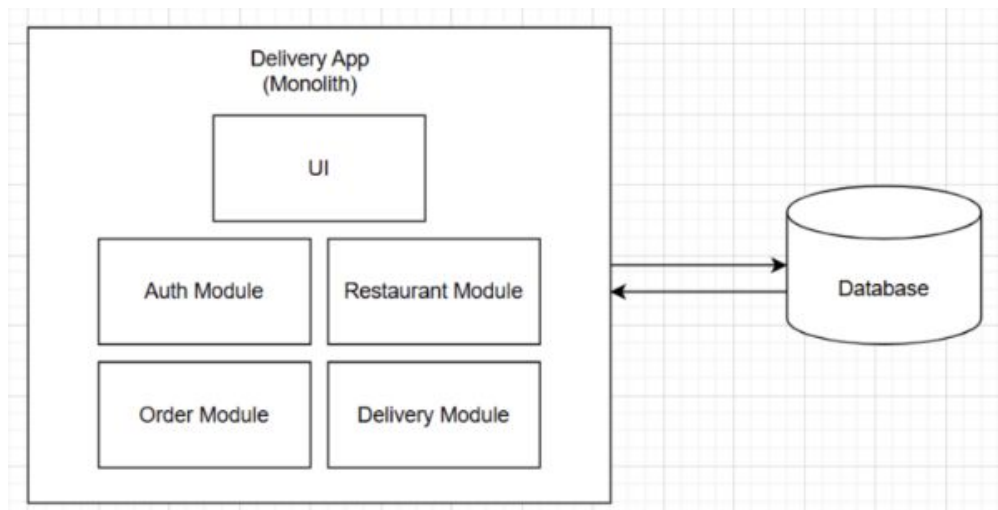 Delivery App
(Monolith)
UI
Auth Module
Restaurant Module
Database
Order Module
Delivery Module